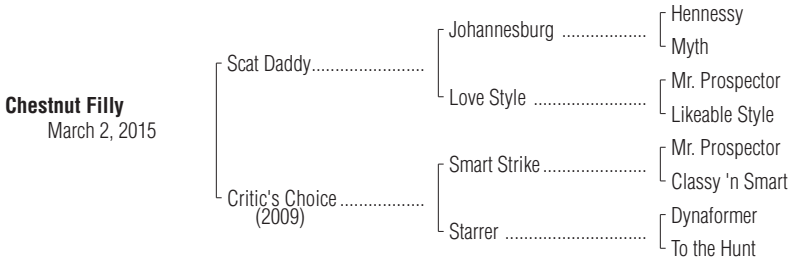 Hennessy
Johannesburg ..................
Myth
Scat Daddy........................
Mr. Prospector
Love Style ........................
Likeable Style
Chestnut Filly
March 2, 2015
Mr. Prospector
Smart Strike......................
Classy 'n Smart
Critic's Choice ..................
(2009)
Dynaformer
Starrer ..............................
To the Hunt